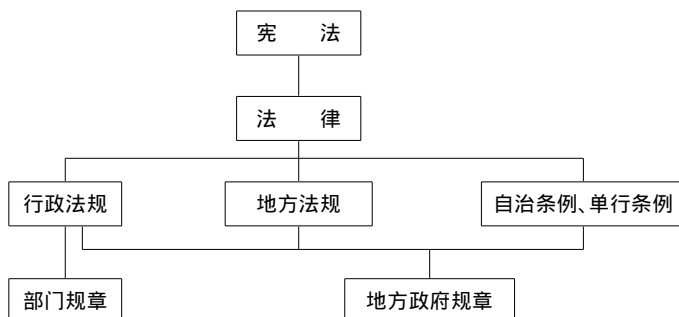 宪 法
法 律
行政法规
地方法规
自治条例、单行条例
部门规章
地方政府规章